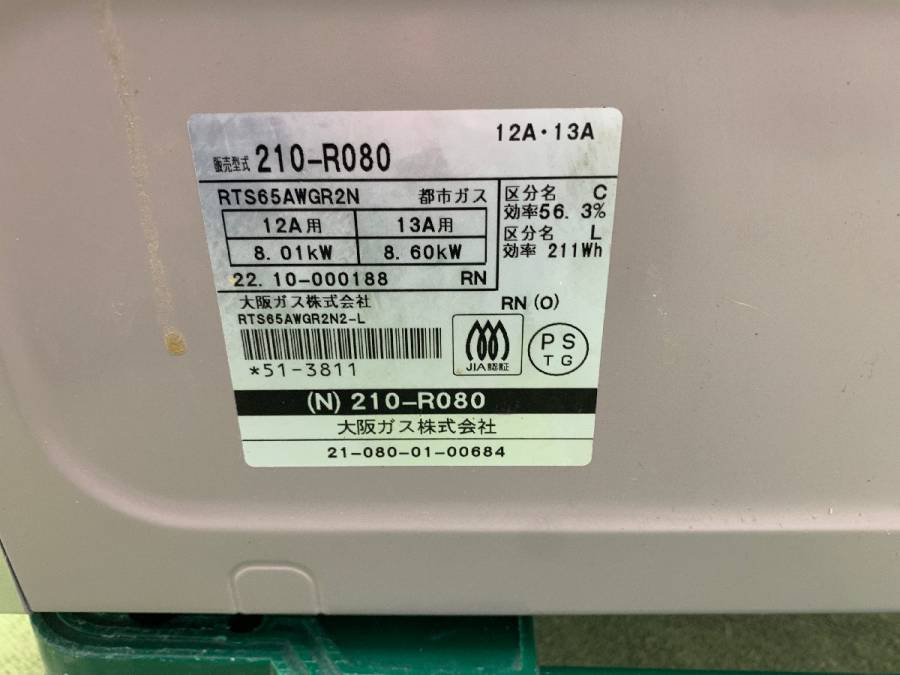 12A・13A
販売型式 210-R080
RTS65AWGR2N 都市ガス
12A用 13A用
8.01kW 8.60kW
22.10-000188 RN
区分名 C
効率56.3%
区分名 L
効率 211Wh
大阪ガス株式会社 RN(O)
RTS65AWGR2N2-L
*51-3811
JIA認証
PS
TG
(N) 210-R080
大阪ガス株式会社
21-080-01-00684